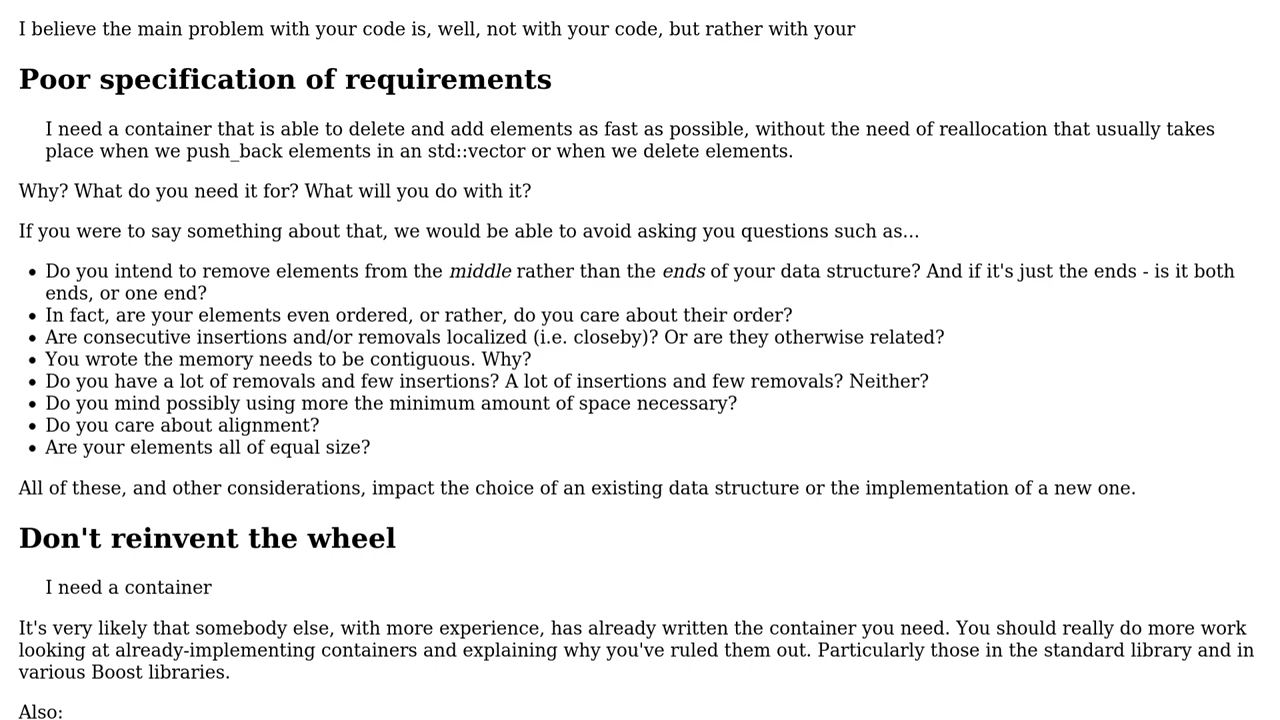 I believe the main problem with your code is, well, not with your code, but rather with your
Poor specification of requirements
I need a container that is able to delete and add elements as fast as possible, without the need of reallocation that usually takes
place when we push_back elements in an std::vector or when we delete elements.
Why? What do you need it for? What will you do with it?
If you were to say something about that, we would be able to avoid asking you questions such as...
• Do you intend to remove elements from the middle rather than the ends of your data structure? And if it's just the ends - is it both
ends, or one end?
• In fact, are your elements even ordered, or rather, do you care about their order?
• Are consecutive insertions and/or removals localized (i.e. closeby)? Or are they otherwise related?
• You wrote the memory needs to be contiguous. Why?
• Do you have a lot of removals and few insertions? A lot of insertions and few removals? Neither?
• Do you mind possibly using more the minimum amount of space necessary?
• Do you care about alignment?
• Are your elements all of equal size?
All of these, and other considerations, impact the choice of an existing data structure or the implementation of a new one.
Don't reinvent the wheel
I need a container
It's very likely that somebody else, with more experience, has already written the container you need. You should really do more work
looking at already-implementing containers and explaining why you've ruled them out. Particularly those in the standard library and in
various Boost libraries.
Also: